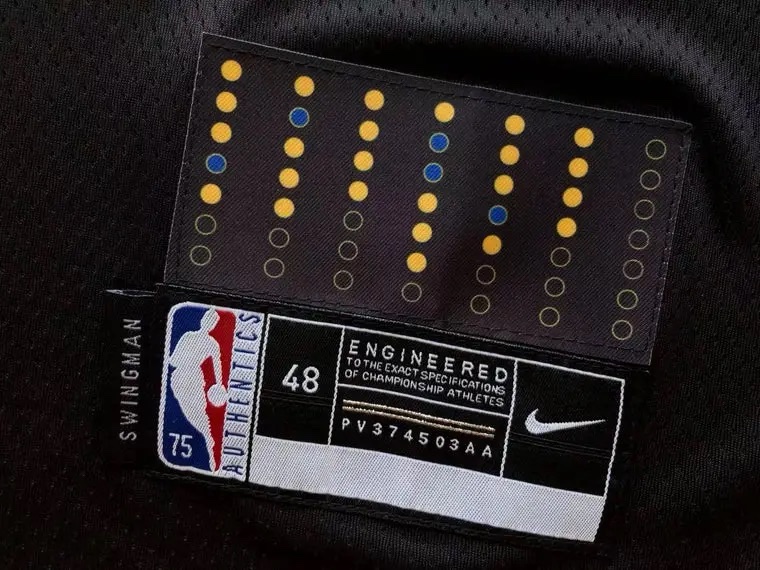 SWINGMAN
75
AUTHENTICS
48
ENGINEERED
TO THE EXACT SPECIFICATIONS
OF CHAMPIONSHIP ATHLETES
PV374503AA